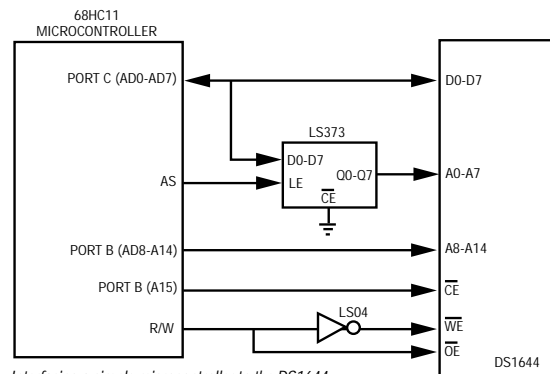 68HC11
MICROCONTROLLER
PORT C (AD0-AD7)
D0-D7
LS373
D0-D7
Q0-Q7
A0-A7
AS
LE
CE
PORT B (AD8-A14)
A8-A14
PORT B (A15)
CE
LS04
R/W
WE
OE
DS1644